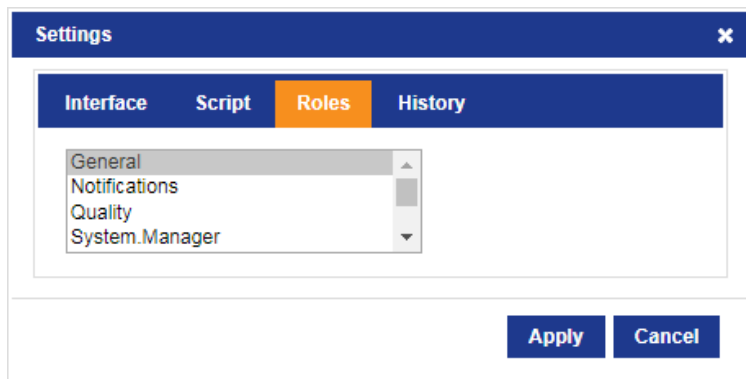 Settings
Interface Script Roles History
General
Notifications
Quality
System.Manager
Apply Cancel